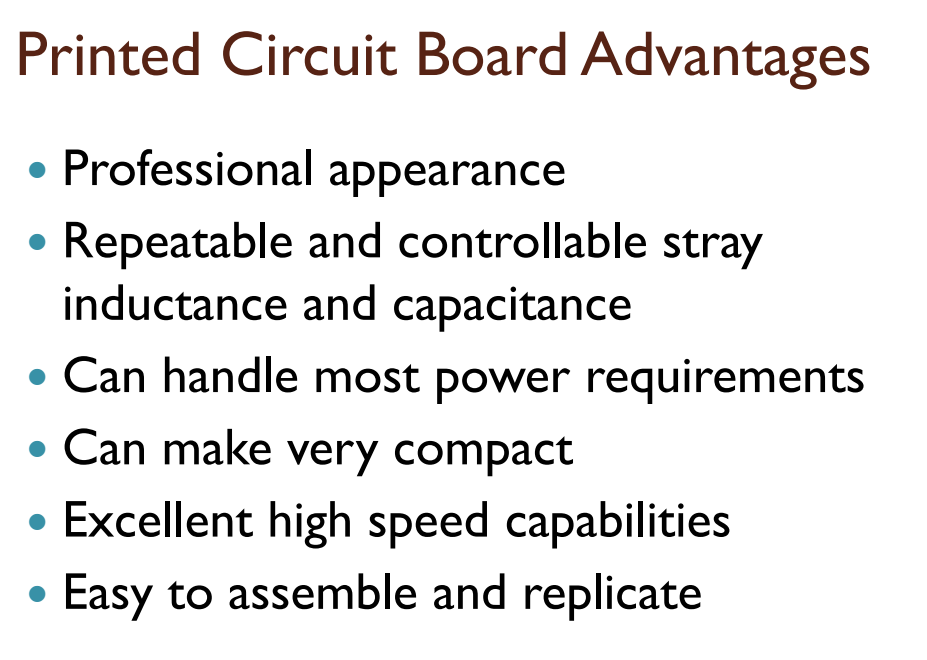 Printed Circuit Board Advantages
• Professional appearance
• Repeatable and controllable stray
inductance and capacitance
• Can handle most power requirements
• Can make very compact
• Excellent high speed capabilities
• Easy to assemble and replicate